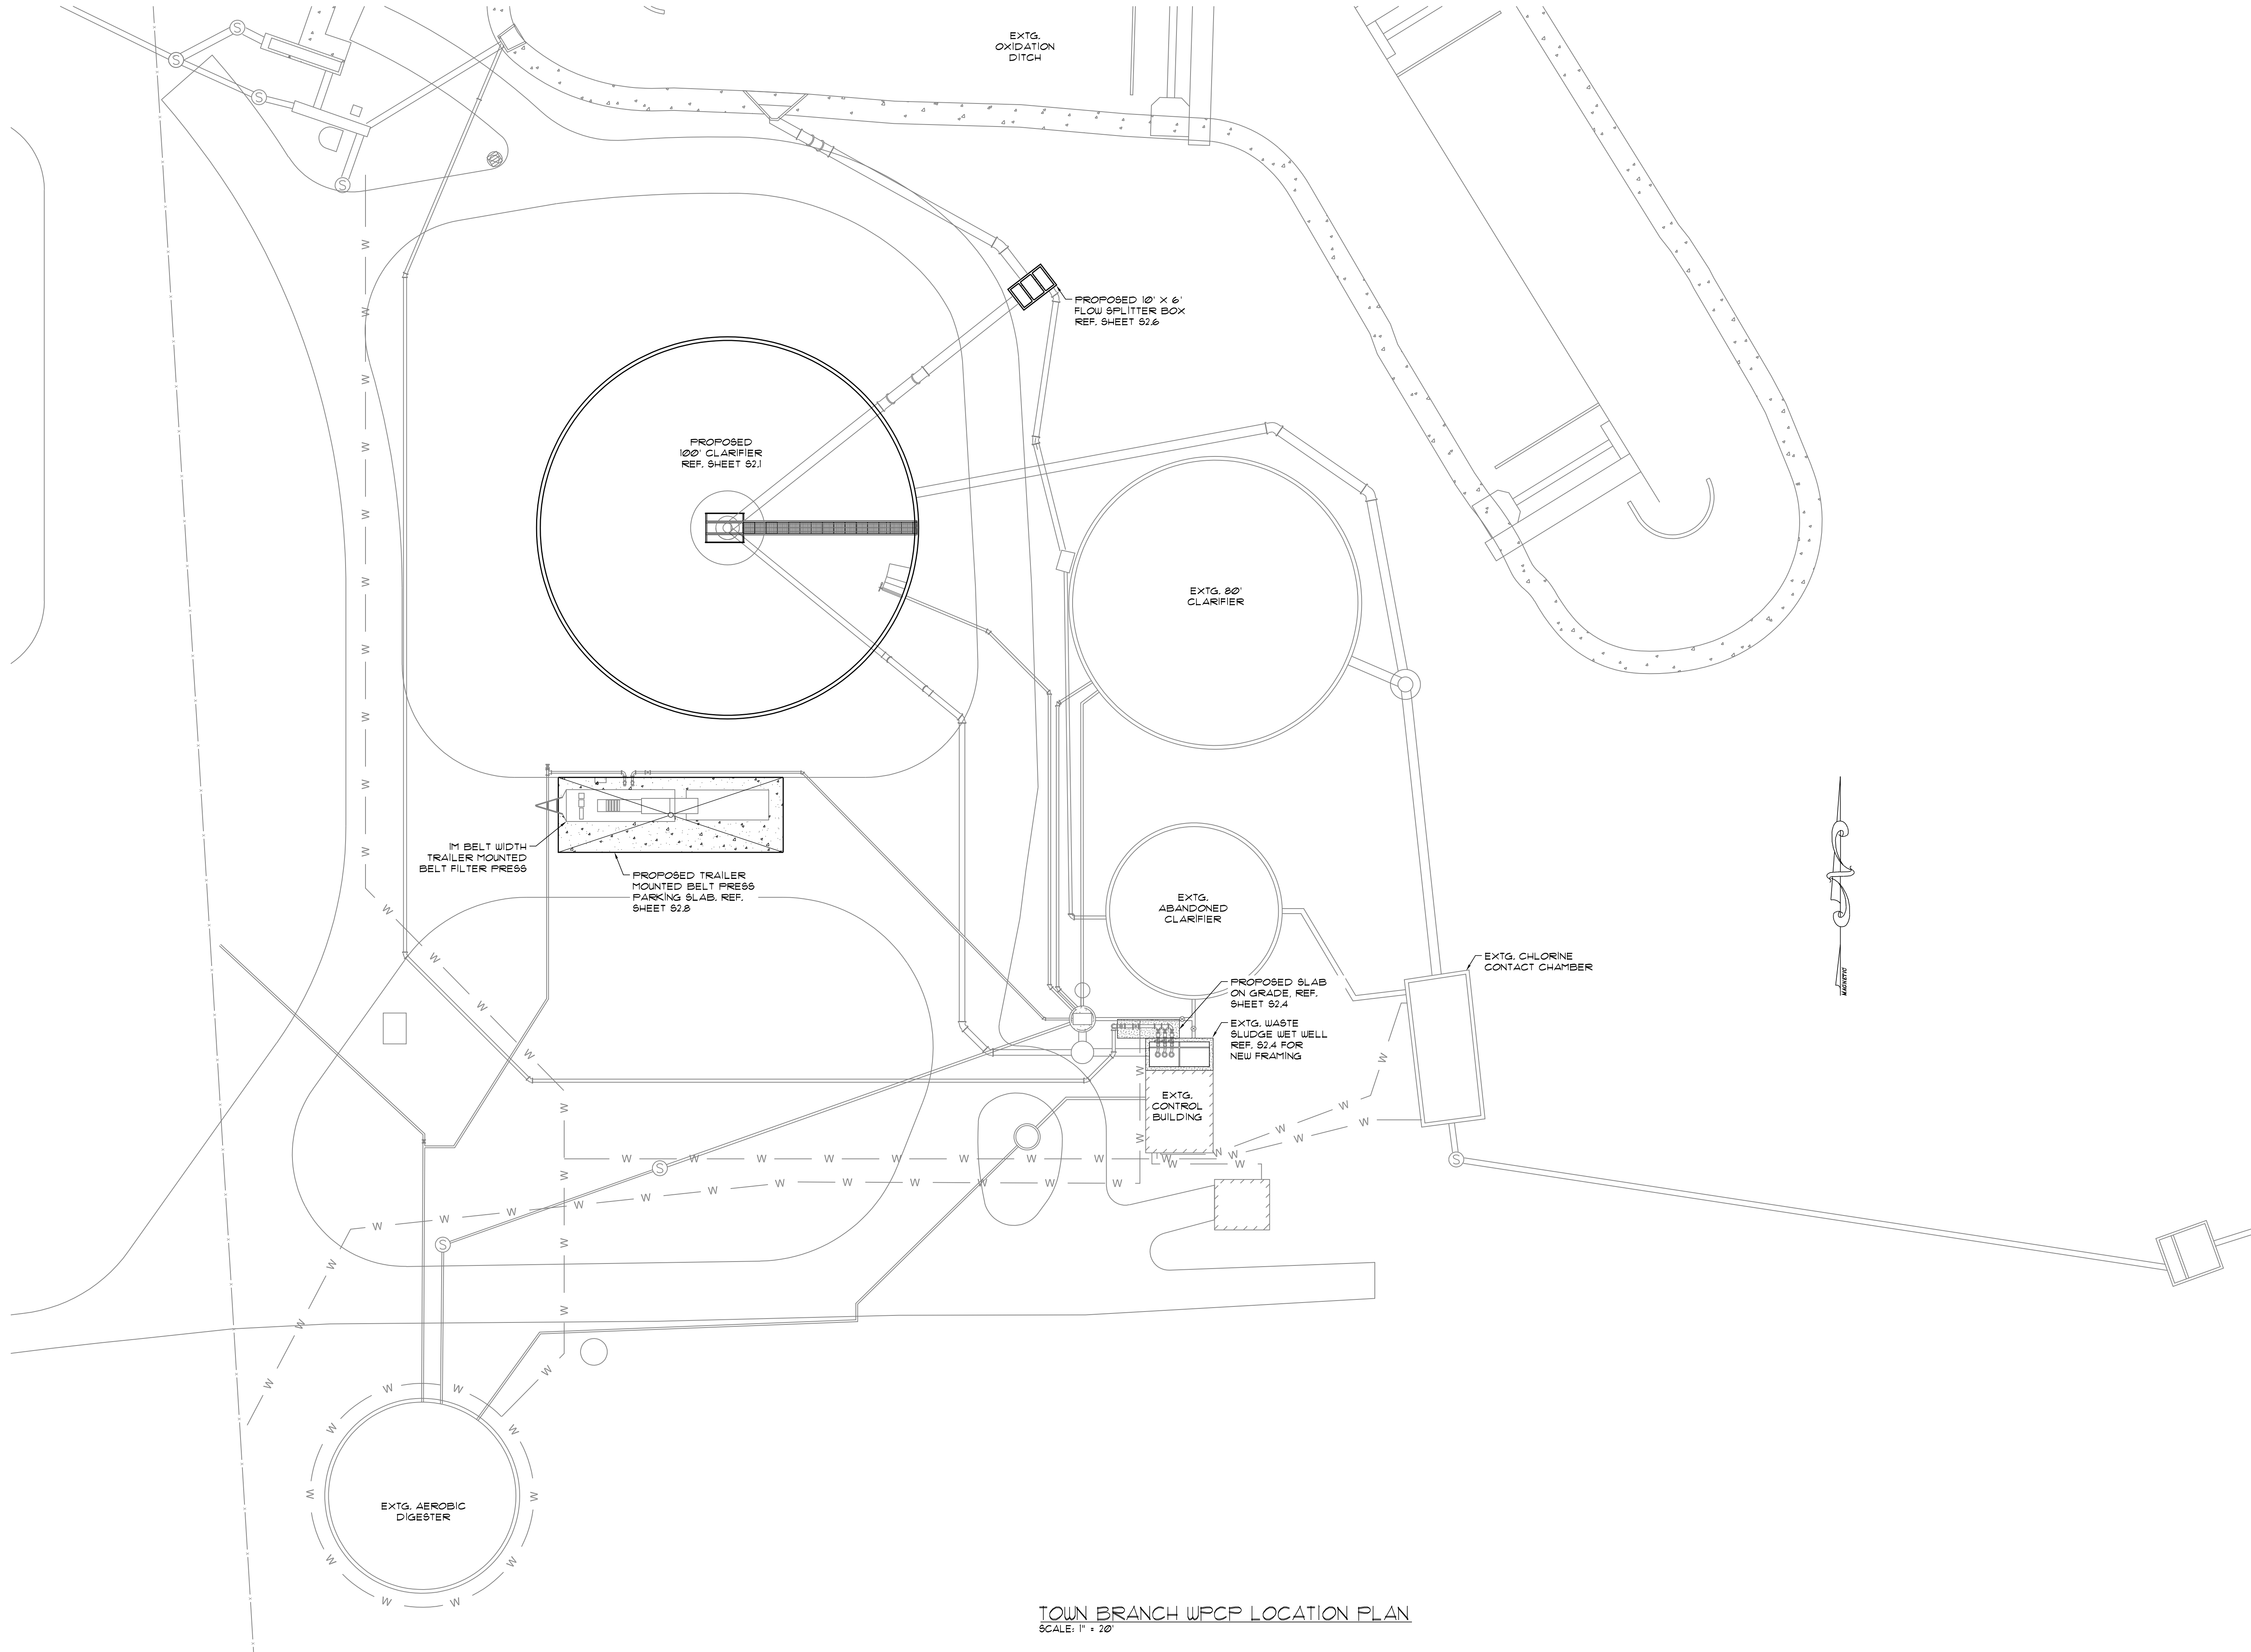 EXTG.
OXIDATION
DITCH
PROPOSED 10' X 6'
FLOW SPLITTER BOX
REF. SHEET S2.6
PROPOSED
100' CLARIFIER
REF. SHEET S2.1
EXTG. 80'
CLARIFIER
1M BELT WIDTH
TRAILER MOUNTED
BELT FILTER PRESS
PROPOSED TRAILER
MOUNTED BELT PRESS
PARKING SLAB, REF.
SHEET S2.8
EXTG.
ABANDONED
CLARIFIER
EXTG. CHLORINE
CONTACT CHAMBER
MAGNETIC
PROPOSED SLAB
ON GRADE, REF.
SHEET S2.4
EXTG. WASTE
SLUDGE WET WELL
REF. S2.4 FOR
NEW FRAMING
EXTG.
CONTROL
BUILDING
EXTG. AEROBIC
DIGESTER
TOWN BRANCH WPCP LOCATION PLAN
SCALE: 1" = 20'